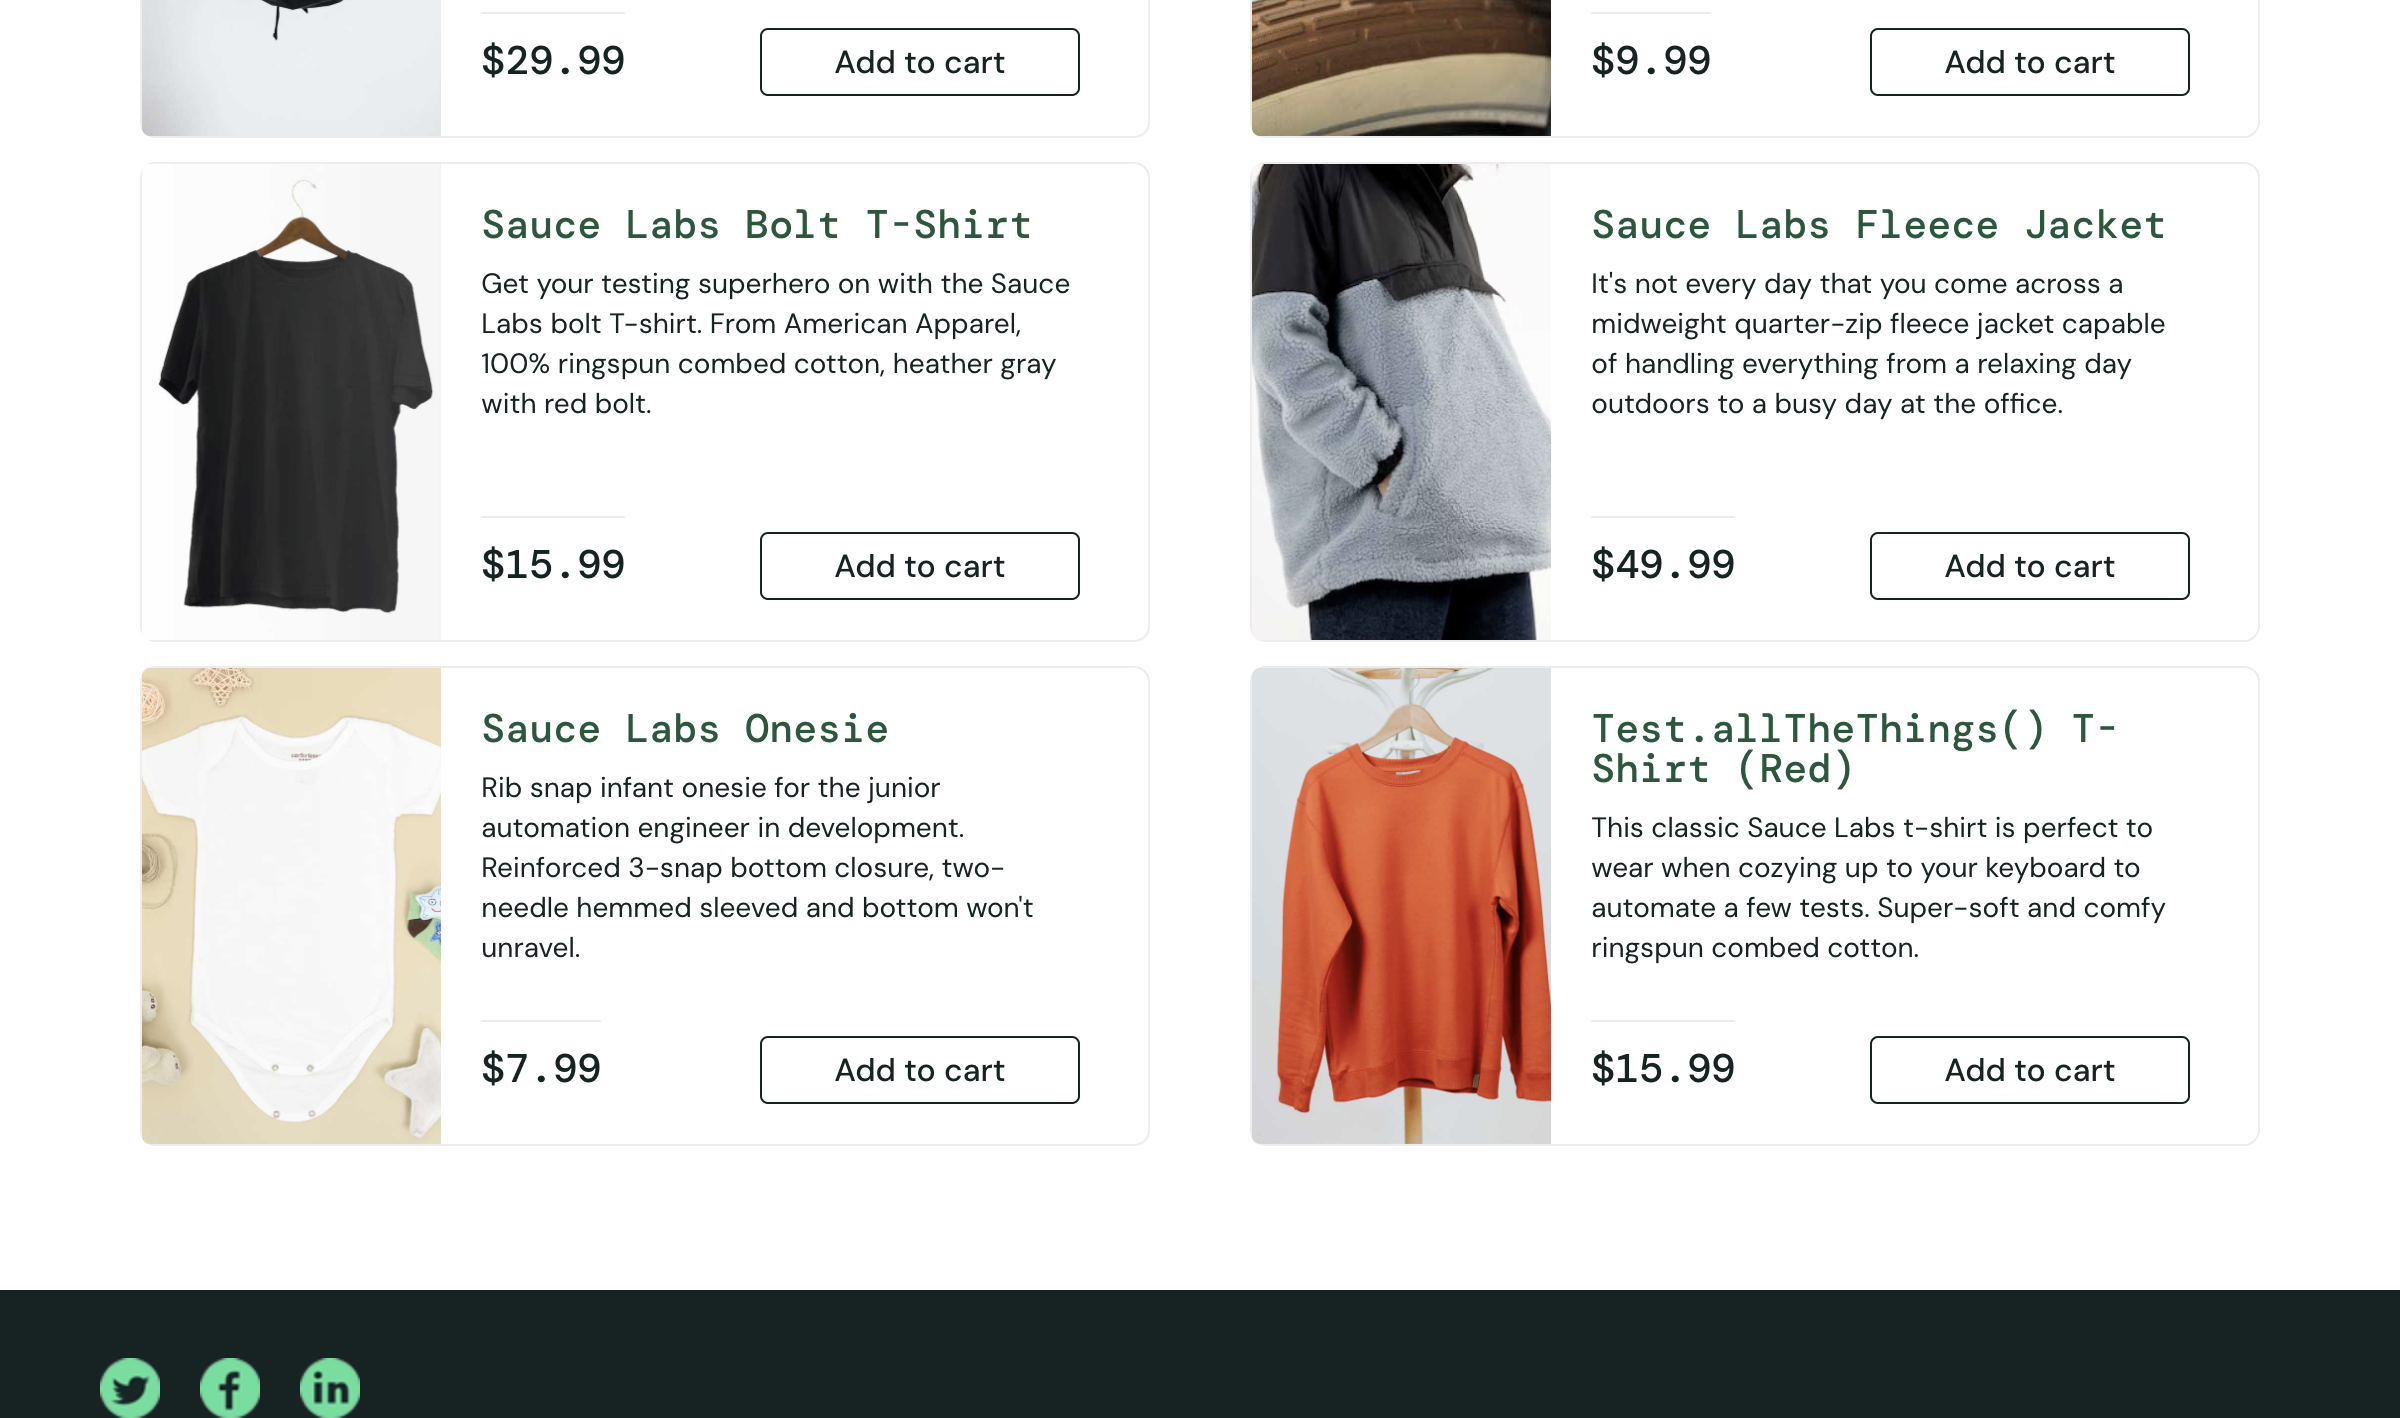 $29.99
Add to cart
$9.99
Add to cart
Sauce Labs Bolt T-Shirt
Get your testing superhero on with the Sauce
Labs bolt T-shirt. From American Apparel,
100% ringspun combed cotton, heather gray
with red bolt.
$15.99
Add to cart
Sauce Labs Fleece Jacket
It's not every day that you come across a
midweight quarter-zip fleece jacket capable
of handling everything from a relaxing day
outdoors to a busy day at the office.
$49.99
Add to cart
Sauce Labs Onesie
Rib snap infant onesie for the junior
automation engineer in development.
Reinforced 3-snap bottom closure, two-
needle hemmed sleeved and bottom won't
unravel.
$7.99
Add to cart
Test.allTheThings() T-
Shirt (Red)
This classic Sauce Labs t-shirt is perfect to
wear when cozying up to your keyboard to
automate a few tests. Super-soft and comfy
ringspun combed cotton.
$15.99
Add to cart
f
in